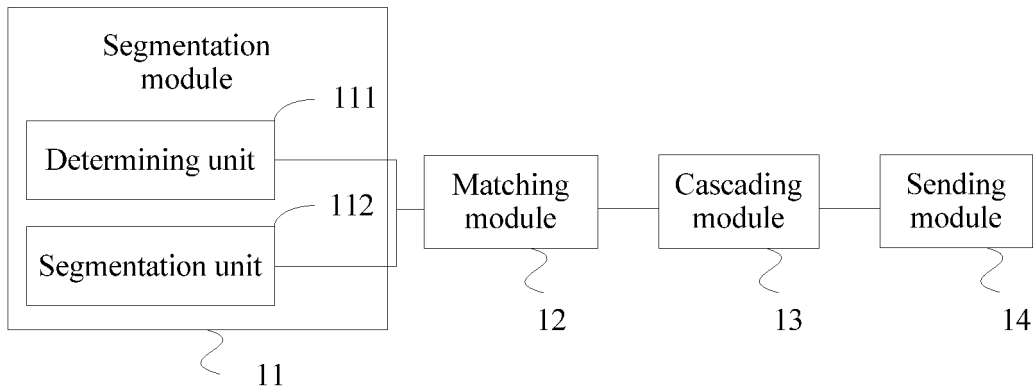 Segmentation
module
111
Determining unit
112
Segmentation unit
11
Matching
module
12
Cascading
module
13
Sending
module
14